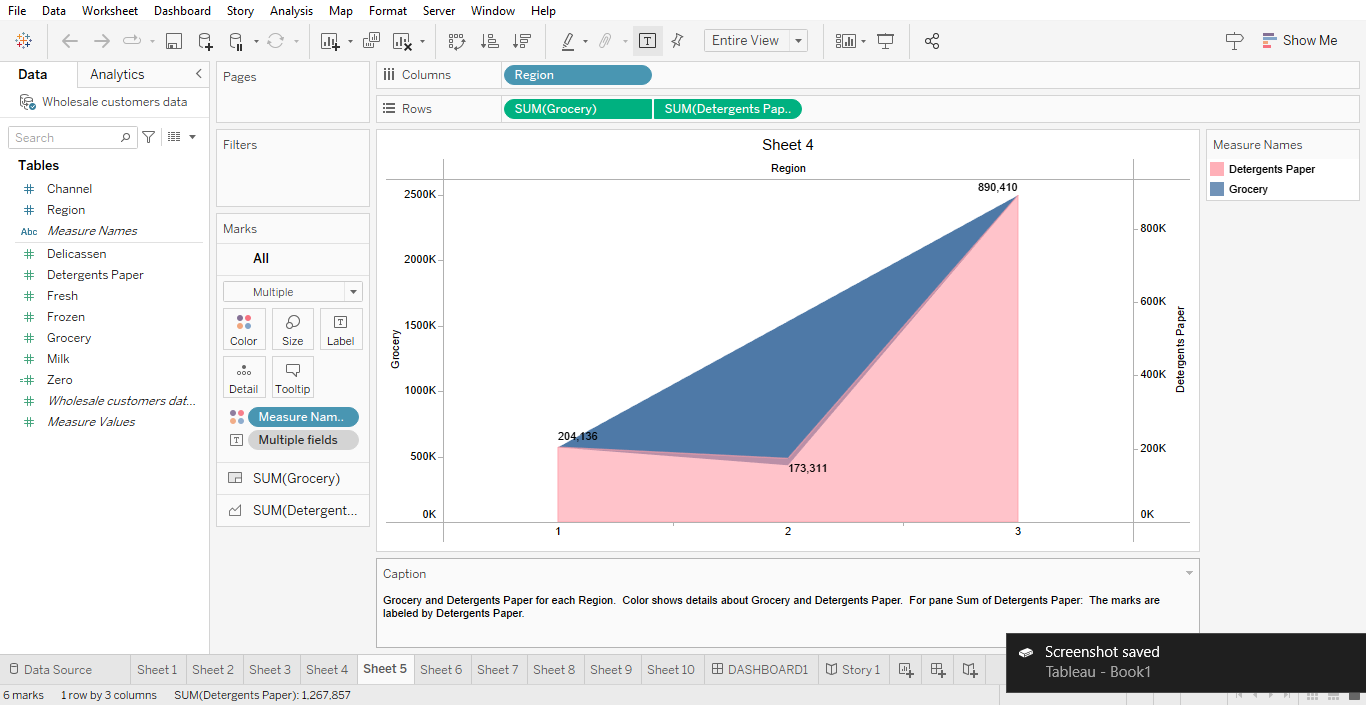 File Data Worksheet Dashboard Story Analysis Map Format Server Window Help
Entire View
Show Me
Data Analytics
Wholesale customers data
Search
Tables
Channel
Region
Abc Measure Names
Delicassen
Detergents Paper
Fresh
Frozen
Grocery
Milk
Zero
Wholesale customers dat...
Measure Values
Pages
Filters
Marks
All
Multiple
Color Size Label
Detail Tooltip
Measure Nam..
Multiple fields
SUM(Grocery)
SUM(Detergent...
Columns Region
Rows SUM(Grocery) SUM(Detergents Pap..
Sheet 4
Region
2500K
2000K
1500K
1000K
500K
0K
Grocery
890,410
204,136
173,311
1 2 3
800K
600K
400K
200K
0K
Detergents Paper
Measure Names
Detergents Paper
Grocery
Caption
Grocery and Detergents Paper for each Region. Color shows details about Grocery and Detergents Paper. For pane Sum of Detergents Paper: The marks are
labeled by Detergents Paper.
Screenshot saved
Tableau - Book1
Data Source Sheet 1 Sheet 2 Sheet 3 Sheet 4 Sheet 5 Sheet 6 Sheet 7 Sheet 8 Sheet 9 Sheet 10 DASHBOARD1 Story 1
6 marks 1 row by 3 columns SUM(Detergents Paper): 1,267,857